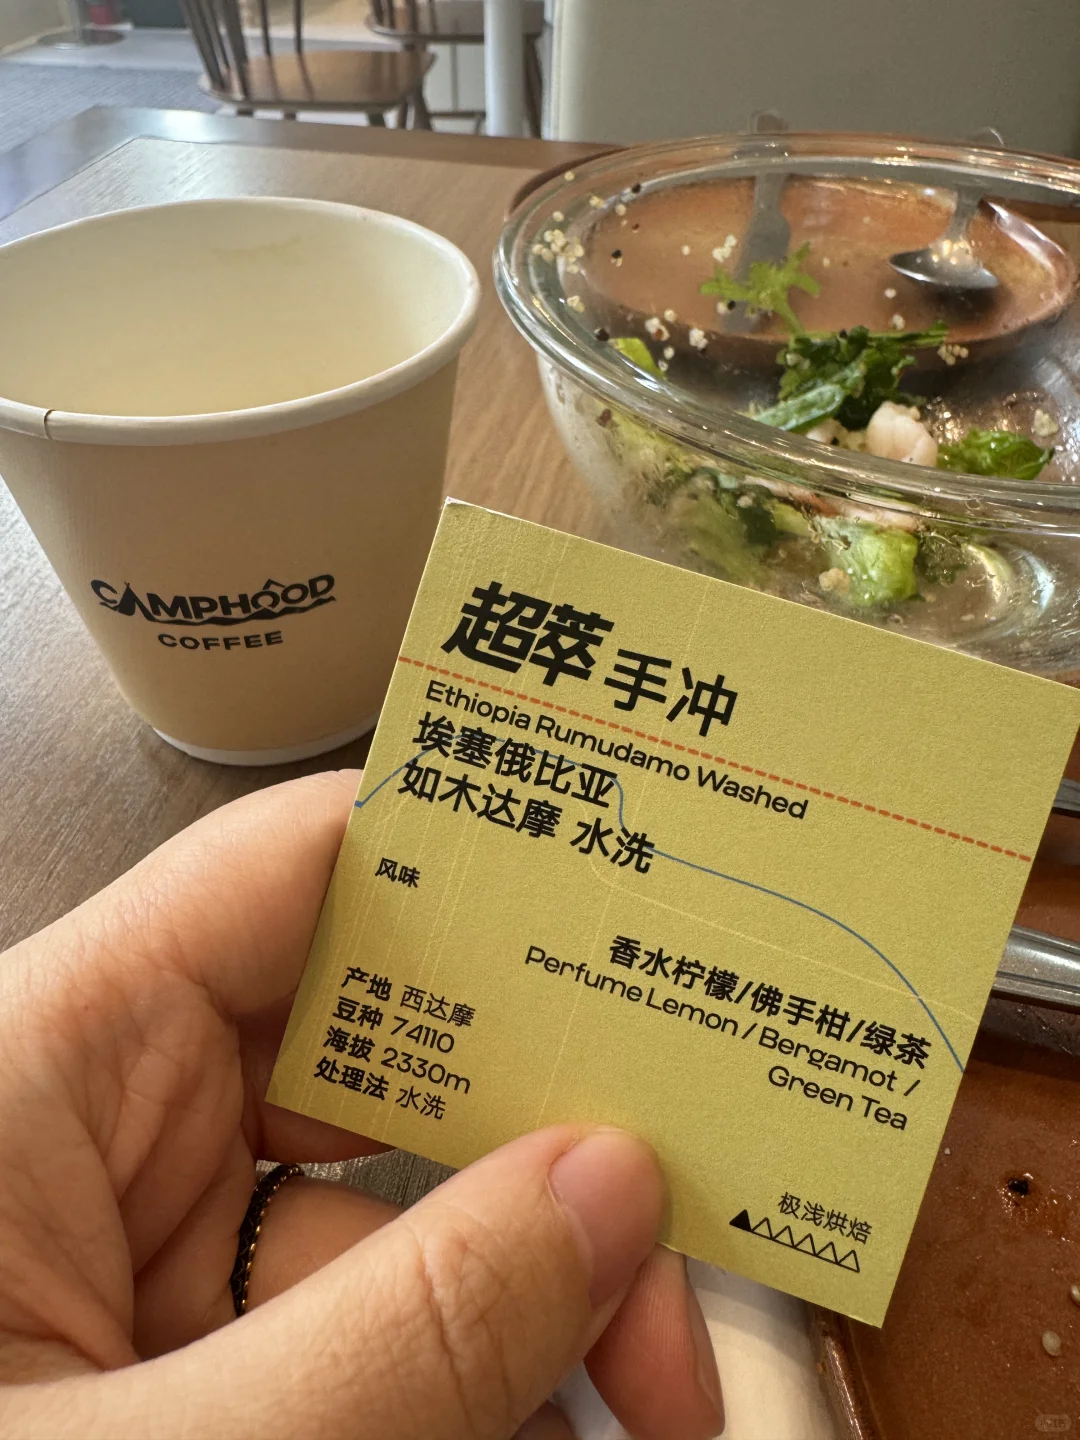 CAMPHOOD
COFFEE
超萃 手冲
Ethiopia Rumudamo Washed
埃塞俄比亚
如木达摩 水洗
风味
香水柠檬/佛手柑/绿茶
Perfume Lemon / Bergamot /
Green Tea
产地 西达摩
豆种 74110
海拔 2330m
处理法 水洗
极浅烘焙